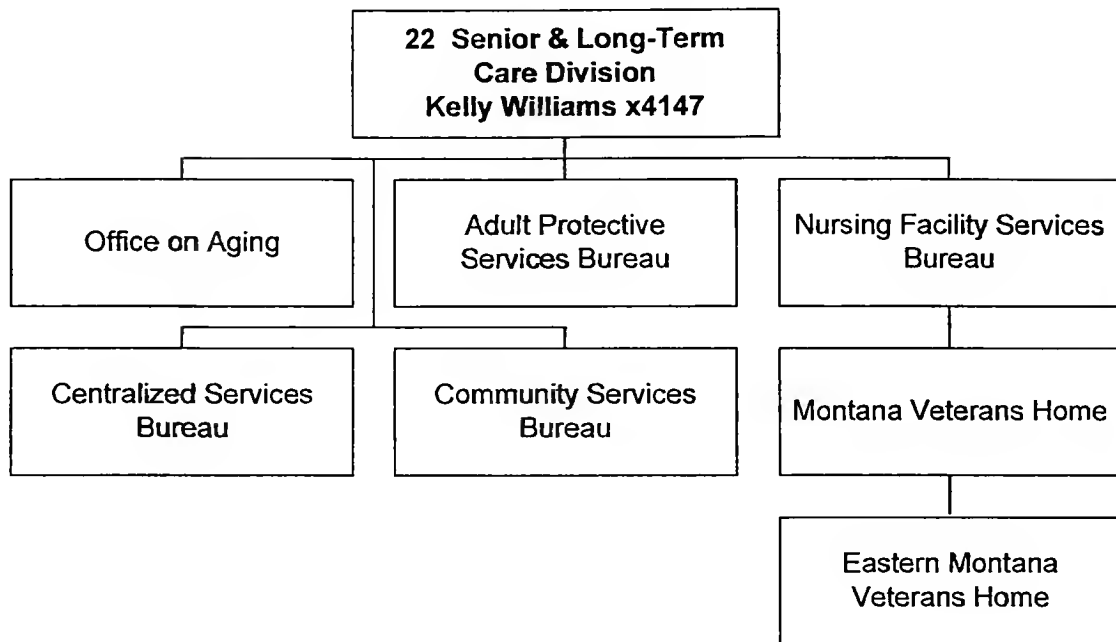 22 Senior & Long-Term
Care Division
Kelly Williams x4147
Office on Aging
Adult Protective
Services Bureau
Nursing Facility Services
Bureau
Centralized Services
Bureau
Community Services
Bureau
Montana Veterans Home
Eastern Montana
Veterans Home